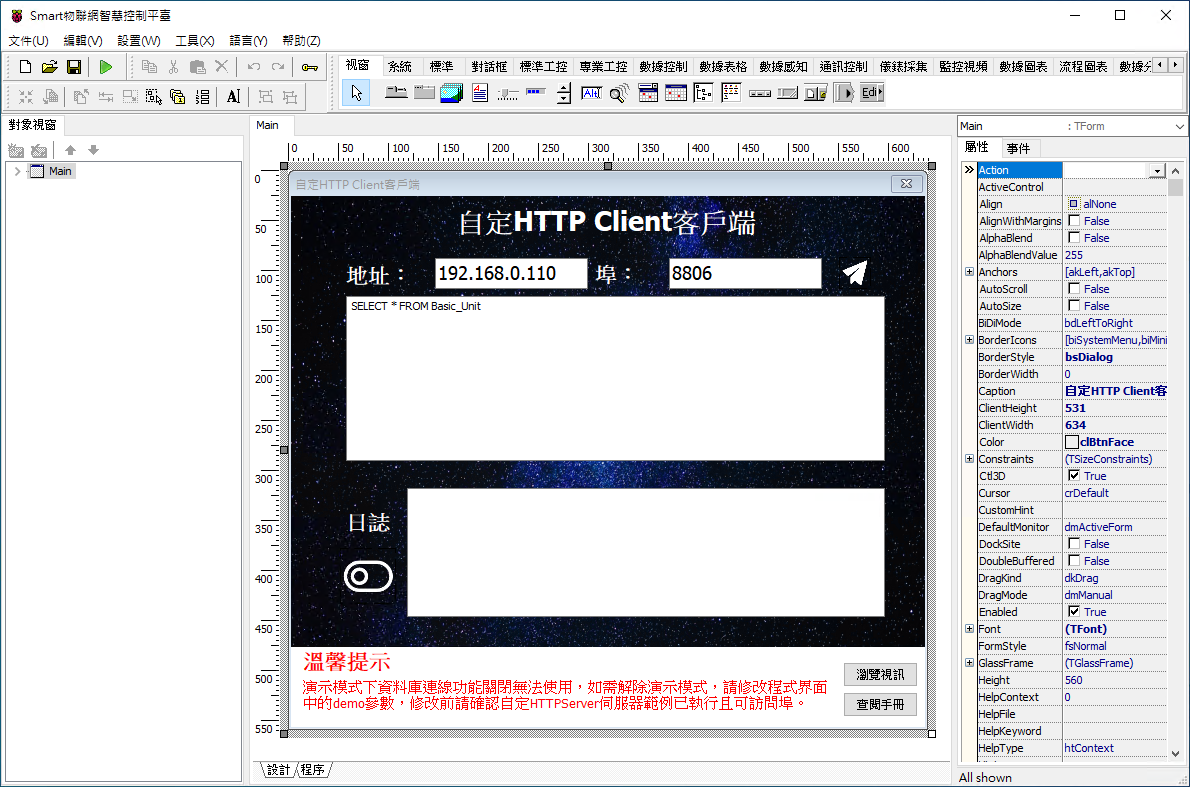 Smart物聯網智慧控制平臺
文件(U) 編輯(V) 設置(W) 工具(X) 語言(Y) 帮助(Z)
视窗 系統 標準 對話框 標準工控 專業工控 數據控制 數據表格 數據感知 通訊控制 儀錶採集 監控視頻 數據圖表 流程圖表
對象視窗
Main
Main
0 50 100 150 200 250 300 350 400 450 500 550 600
0
50
100
150
200
250
300
350
400
450
500
550
自定HTTP Client客戶端
自定HTTP Client客戶端
地址： 192.168.0.110 埠： 8806
SELECT * FROM Basic_Unit
日誌
溫馨提示
演示模式下資料庫連線功能關閉無法使用，如需解除演示模式，請修改程式界面
中的demo參數，修改前請確認自定HTTPServer伺服器範例已執行且可訪問埠。
瀏覽視訊
查閱手冊
設計 程序
Main : TForm
屬性 事件
Action
ActiveControl
Align alNone
AlignWithMargins False
AlphaBlend False
AlphaBlendValue 255
Anchors [akLeft,akTop]
AutoScroll False
AutoSize False
BiDiMode bdLeftToRight
BorderIcons [biSystemMenu,biMini
BorderStyle bsDialog
BorderWidth 0
Caption 自定HTTP Client客
ClientHeight 531
ClientWidth 634
Color clBtnFace
Constraints (TSizeConstraints)
Ctl3D True
Cursor crDefault
CustomHint
DefaultMonitor dmActiveForm
DockSite False
DoubleBuffered False
DragKind dkDrag
DragMode dmManual
Enabled True
Font (TFont)
FormStyle fsNormal
GlassFrame (TGlassFrame)
Height 560
HelpContext 0
HelpFile
HelpKeyword
HelpType htContext
All shown